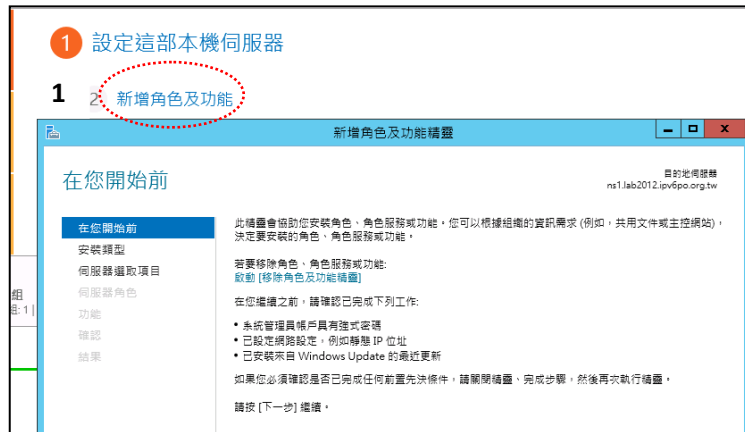 1 設定這部本機伺服器
1 2 新增角色及功能
新增角色及功能精靈
在您開始前
目的地伺服器
ns1.lab2012.ipv6po.org.tw
在您開始前
安裝類型
伺服器選取項目
伺服器角色
功能
確認
結果
此精靈會協助您安裝角色、角色服務或功能。您可以根據組織的資訊需求 (例如，共用文件或主控網站)，
決定要安裝的角色、角色服務或功能。
若要移除角色、角色服務或功能:
啟動 [移除角色及功能精靈]
在您繼續之前，請確認已完成下列工作:
• 系統管理員帳戶具有強式密碼
• 已設定網路設定，例如靜態 IP 位址
• 已安裝來自 Windows Update 的最近更新
如果您必須確認是否已完成任何前置先決條件，請關閉精靈、完成步驟，然後再次執行精靈。
請按 [下一步] 繼續。
組
組: 1 |